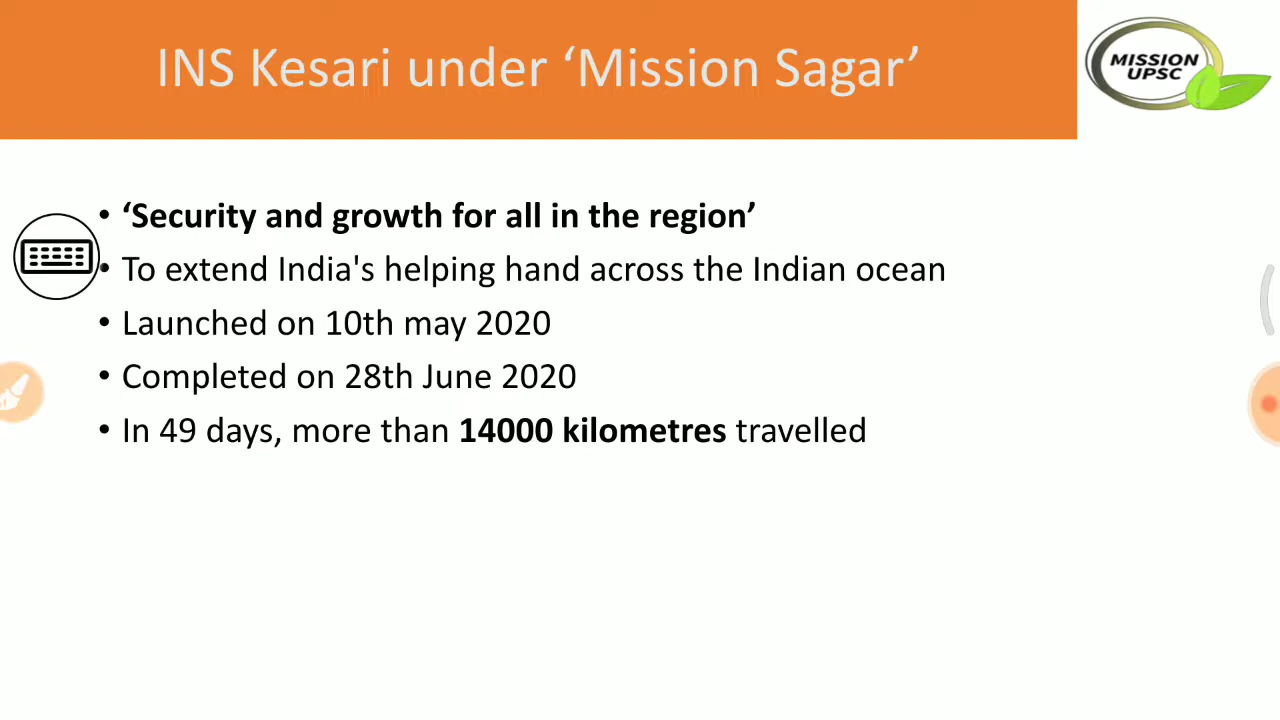 INS Kesari under ‘Mission Sagar’
MISSION
UPSC
• ‘Security and growth for all in the region’
• To extend India's helping hand across the Indian ocean
• Launched on 10th may 2020
• Completed on 28th June 2020
• In 49 days, more than 14000 kilometres travelled